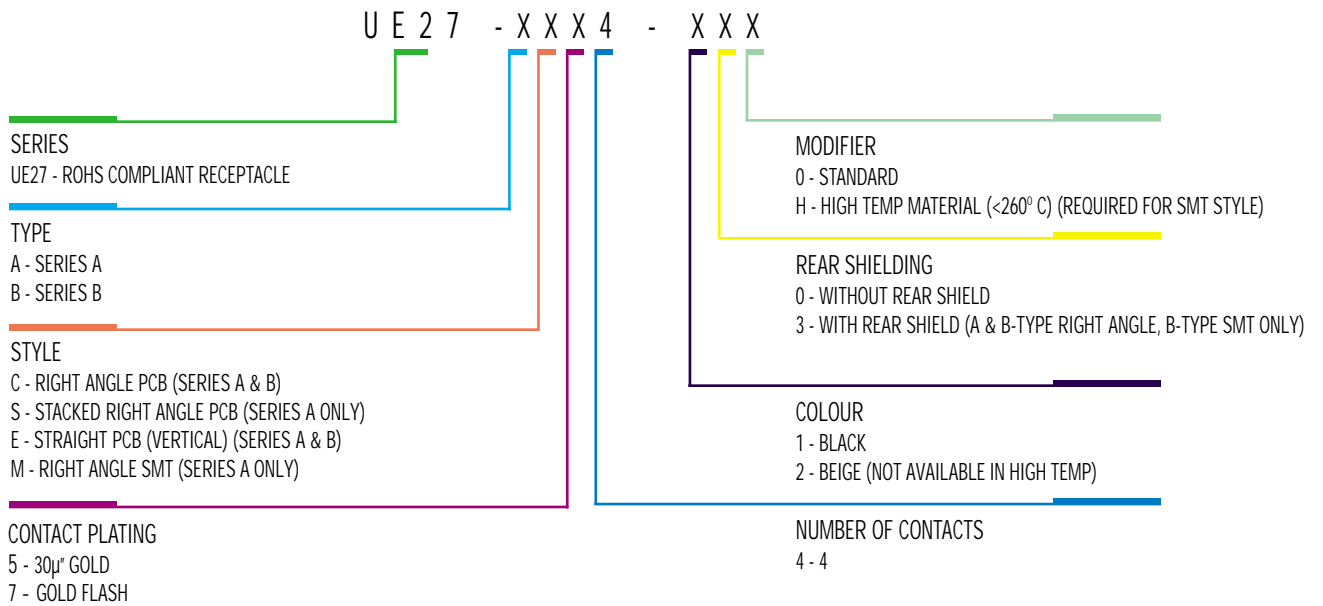 UE27 -XXX4 - XXX
SERIES
UE27 - ROHS COMPLIANT RECEPTACLE
TYPE
A - SERIES A
B - SERIES B
STYLE
C - RIGHT ANGLE PCB (SERIES A & B)
S - STACKED RIGHT ANGLE PCB (SERIES A ONLY)
E - STRAIGHT PCB (VERTICAL) (SERIES A & B)
M - RIGHT ANGLE SMT (SERIES A ONLY)
CONTACT PLATING
5 - 30µ" GOLD
7 - GOLD FLASH
MODIFIER
0 - STANDARD
H - HIGH TEMP MATERIAL (<260⁰ C) (REQUIRED FOR SMT STYLE)
REAR SHIELDING
0 - WITHOUT REAR SHIELD
3 - WITH REAR SHIELD (A & B-TYPE RIGHT ANGLE, B-TYPE SMT ONLY)
COLOUR
1 - BLACK
2 - BEIGE (NOT AVAILABLE IN HIGH TEMP)
NUMBER OF CONTACTS
4 - 4